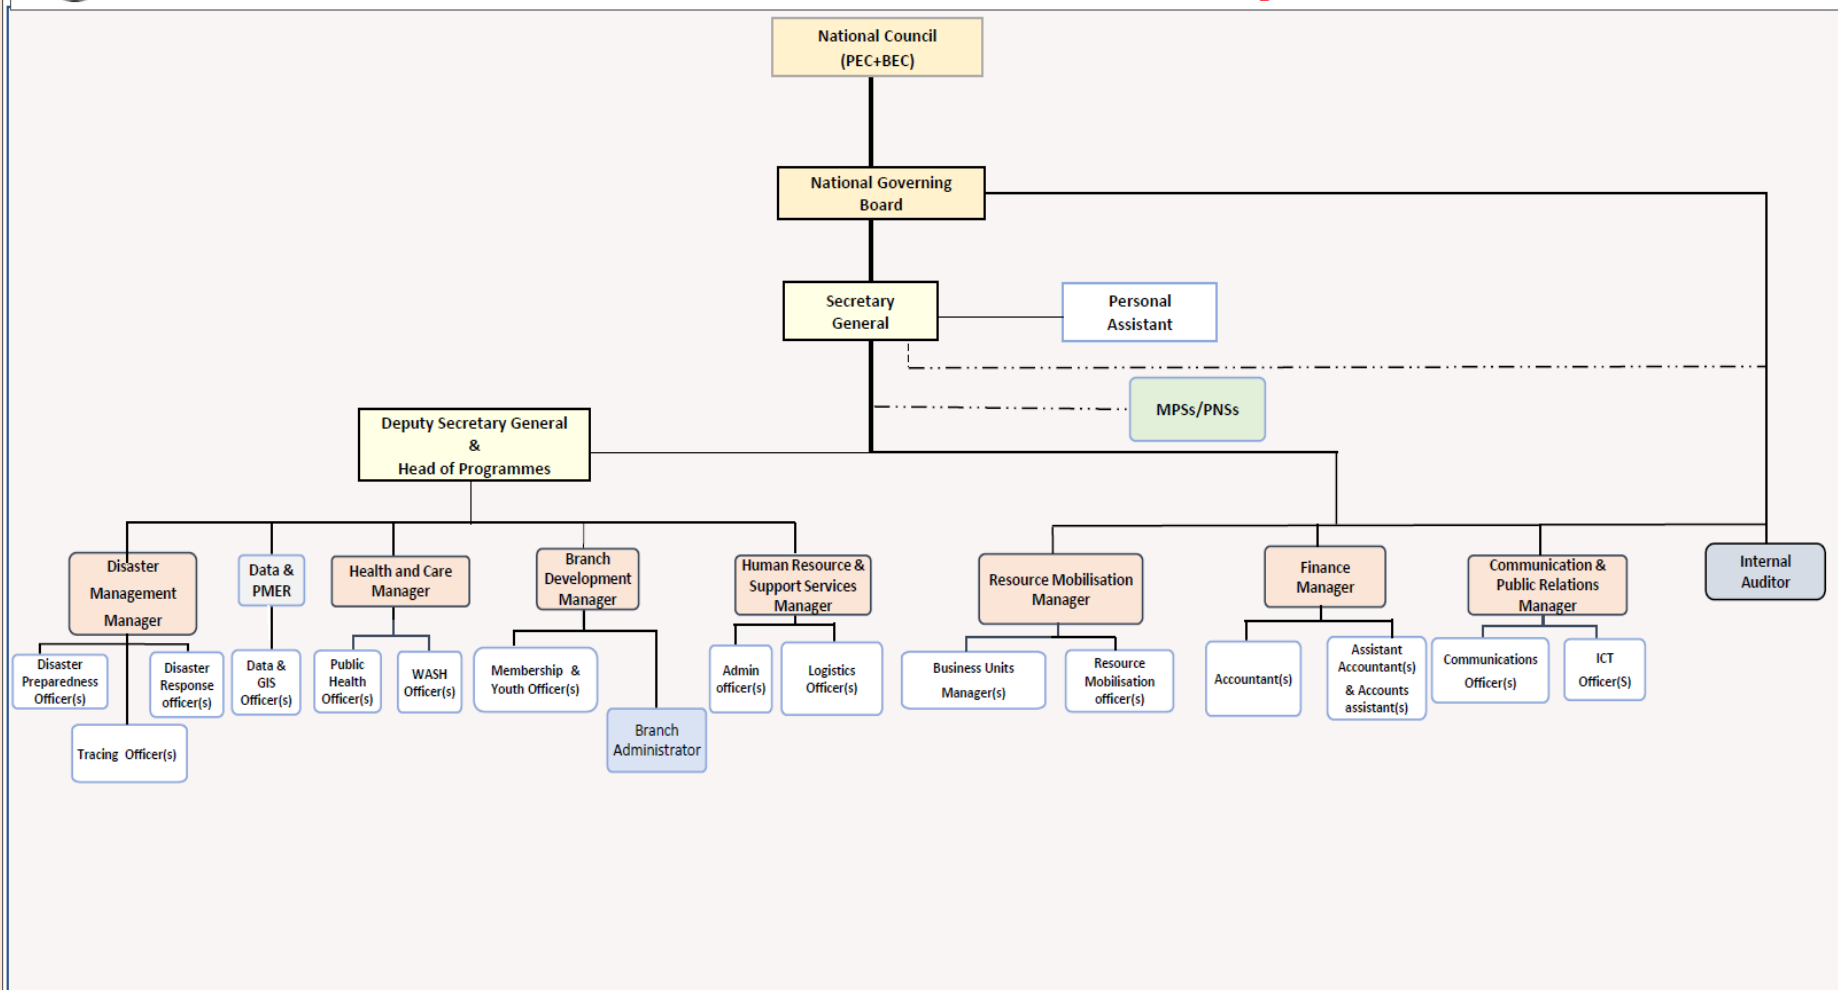 National Council
(PEC+BEC)
National Governing
Board
Secretary
General
Personal
Assistant
MPSs/PNSs
Deputy Secretary General
&
Head of Programmes
Disaster
Management
Manager
Data &
PMER
Health and Care
Manager
Branch
Development
Manager
Human Resource &
Support Services
Manager
Resource Mobilisation
Manager
Finance
Manager
Communication &
Public Relations
Manager
Internal
Auditor
Disaster
Preparedness
Officer(s)
Disaster
Response
officer(s)
Data &
GIS
Officer(s)
Public
Health
Officer(s)
WASH
Officer(s)
Membership &
Youth Officer(s)
Admin
officer(s)
Logistics
Officer(s)
Business Units
Manager(s)
Resource
Mobilisation
officer(s)
Accountant(s)
Assistant
Accountant(s)
& Accounts
assistant(s)
Communications
Officer(s)
ICT
Officer(S)
Tracing Officer(s)
Branch
Administrator